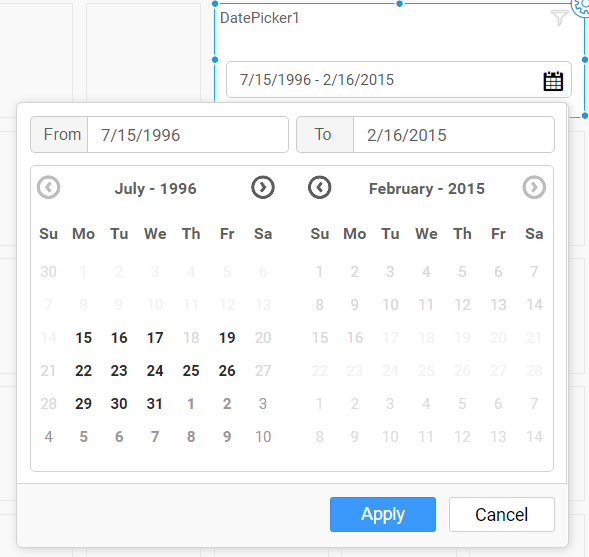 DatePicker1
7/15/1996 - 2/16/2015
From 7/15/1996 To 2/16/2015
July - 1996 February - 2015
Su Mo Tu We Th Fr Sa Su Mo Tu We Th Fr Sa
30 1 2 3 4 5 6 1 2 3 4 5 6 7
7 8 9 10 11 12 13 8 9 10 11 12 13 14
14 15 16 17 18 19 20 15 16 17 18 19 20 21
21 22 23 24 25 26 27 22 23 24 25 26 27 28
28 29 30 31 1 2 3 1 2 3 4 5 6 7
4 5 6 7 8 9 10 8 9 10 11 12 13 14
Apply Cancel